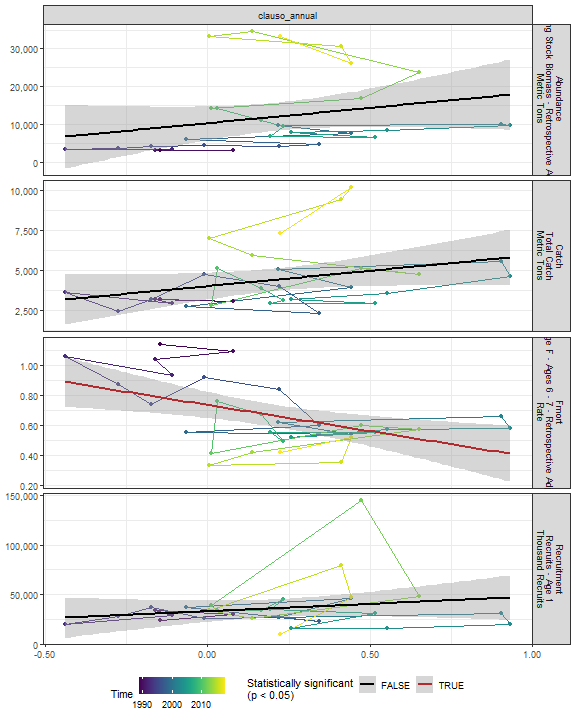 clauso_annual
30,000
20,000
10,000
0
Abundance
ng Stock Biomass - Retrospective A
Metric Tons
10,000
7,500
5,000
2,500
Catch
Total Catch
Metric Tons
1.00
0.80
0.60
0.40
0.20
Fmort
ge F - Ages 6 - 7 - Retrospective Ad
Rate
150,000
100,000
50,000
0
Recruitment
Recruits - Age 1
Thousand Recruits
-0.50 0.00 0.50 1.00
Time
1990 2000 2010
Statistically significant
(p < 0.05)
FALSE TRUE